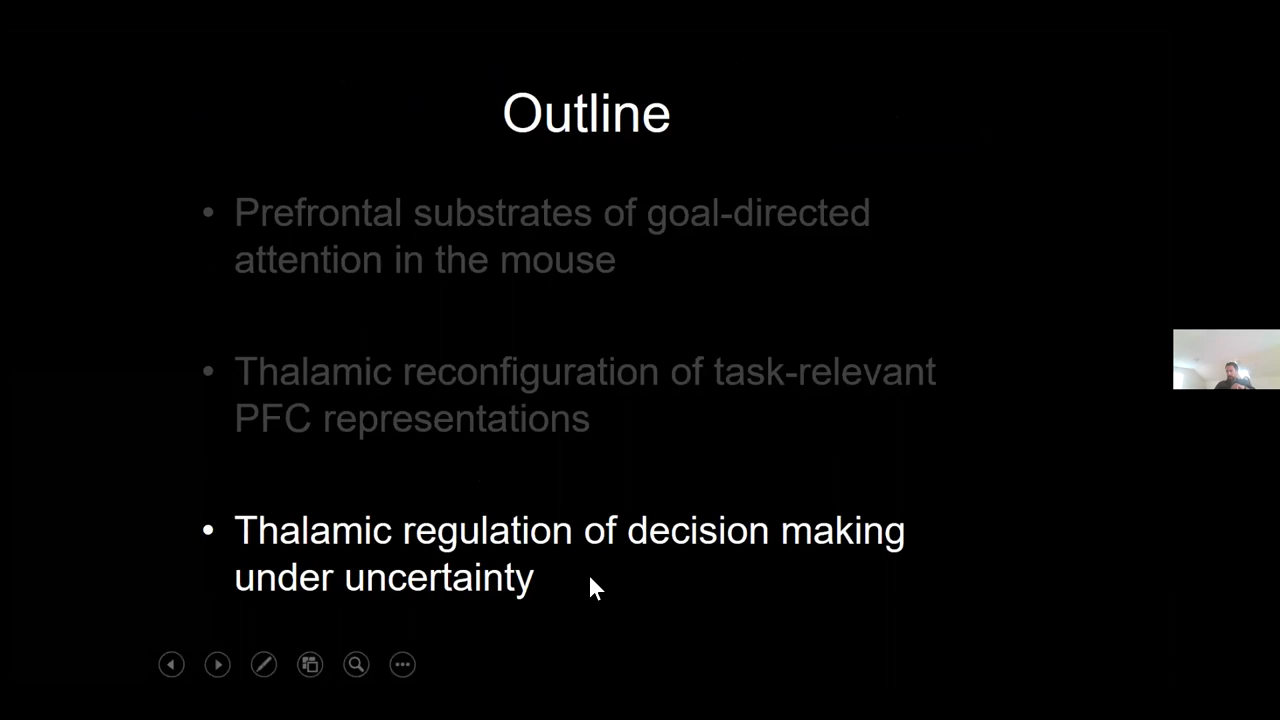 Outline
• Prefrontal substrates of goal-directed
attention in the mouse
• Thalamic reconfiguration of task-relevant
PFC representations
• Thalamic regulation of decision making
under uncertainty